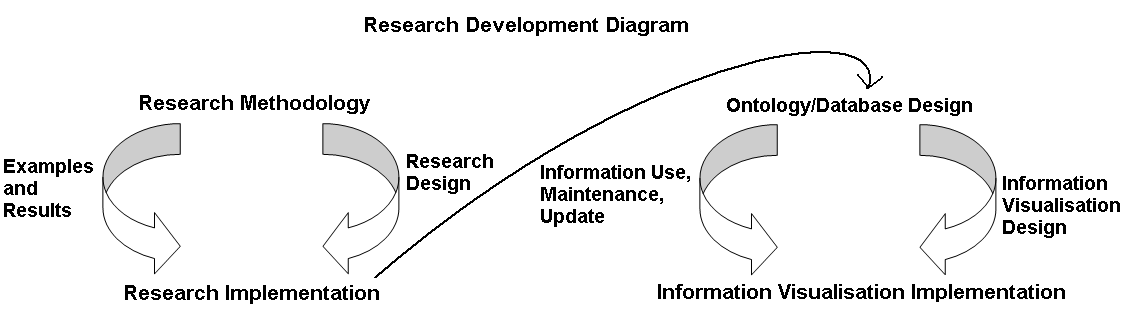 Research Development Diagram
Research Methodology
Examples
and
Results
Research
Design
Research Implementation
Ontology/Database Design
Information Use,
Maintenance,
Update
Information
Visualisation
Design
Information Visualisation Implementation